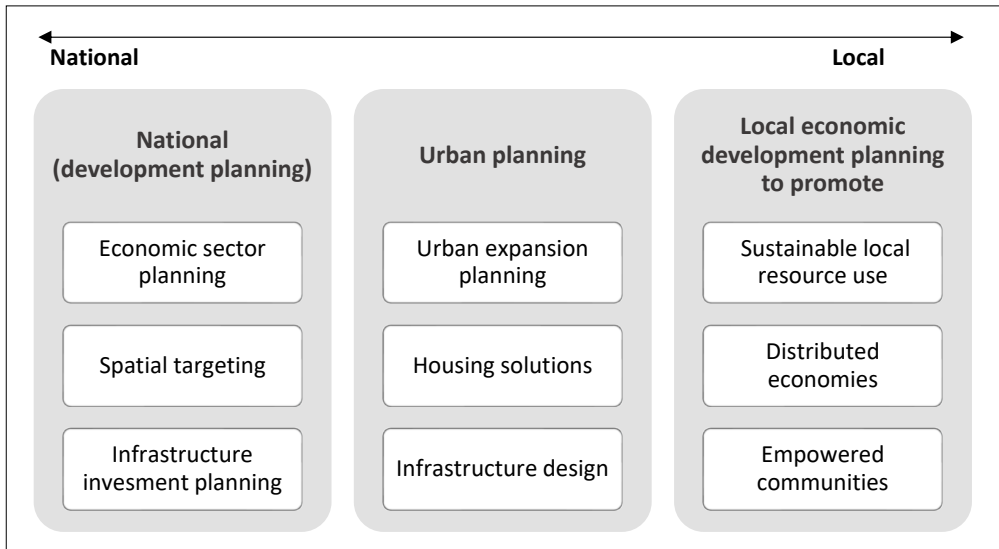 National
Local
National
(development planning)
Economic sector
planning
Spatial targeting
Infrastructure
invesment planning
Urban planning
Urban expansion
planning
Housing solutions
Infrastructure design
Local economic
development planning
to promote
Sustainable local
resource use
Distributed
economies
Empowered
communities